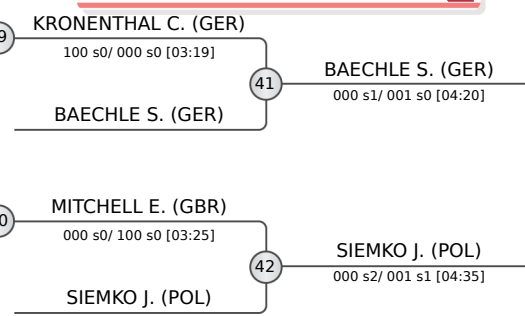 KRONENTHAL C. (GER)
9
100 s0/ 000 s0 [03:19]
41
BAECHLE S. (GER)
000 s1/ 001 s0 [04:20]
BAECHLE S. (GER)
MITCHELL E. (GBR)
0
000 s0/ 100 s0 [03:25]
42
SIEMKO J. (POL)
000 s2/ 001 s1 [04:35]
SIEMKO J. (POL)